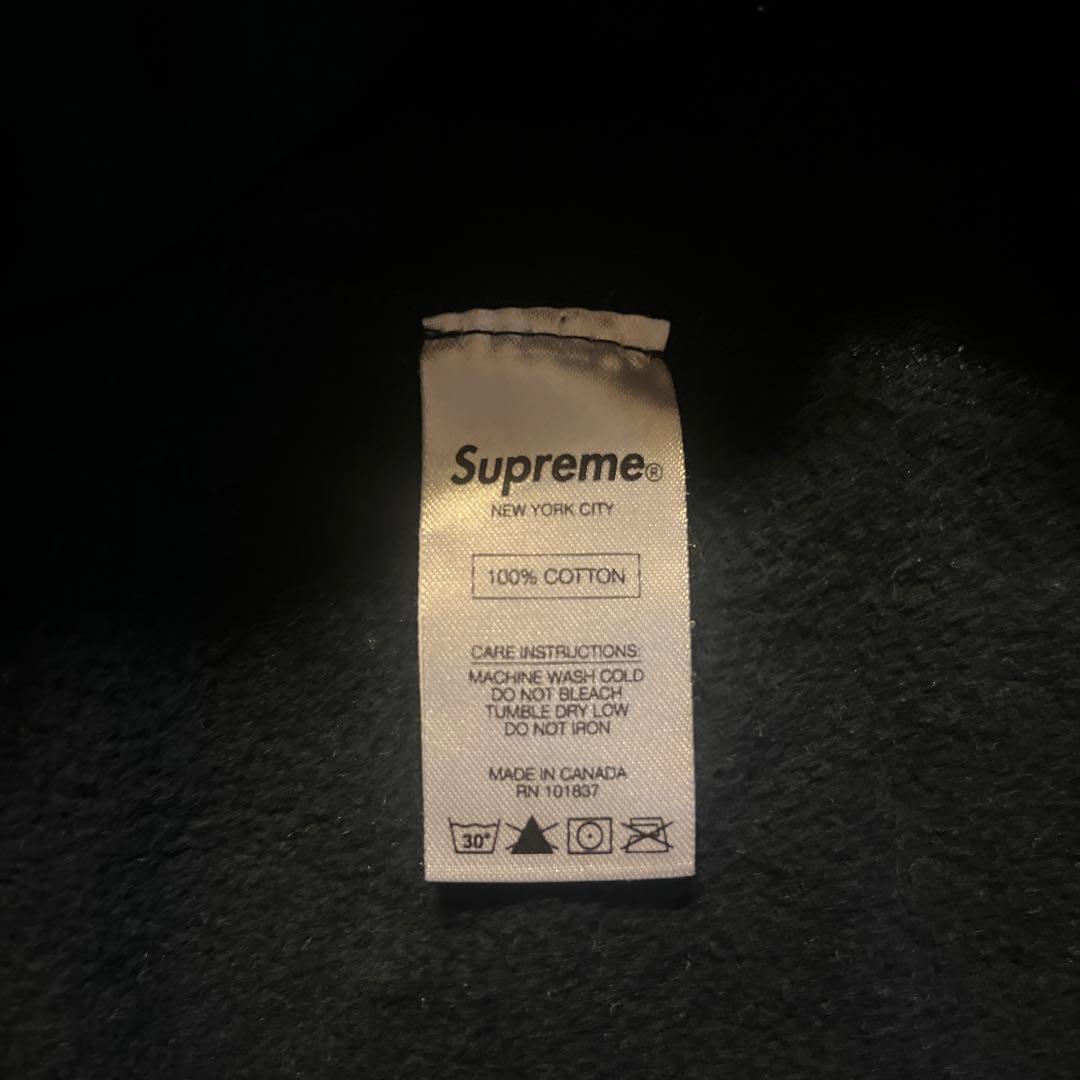 Supreme®
NEW YORK CITY
100% COTTON
CARE INSTRUCTIONS:
MACHINE WASH COLD
DO NOT BLEACH
TUMBLE DRY LOW
DO NOT IRON
MADE IN CANADA
RN 101837
30°